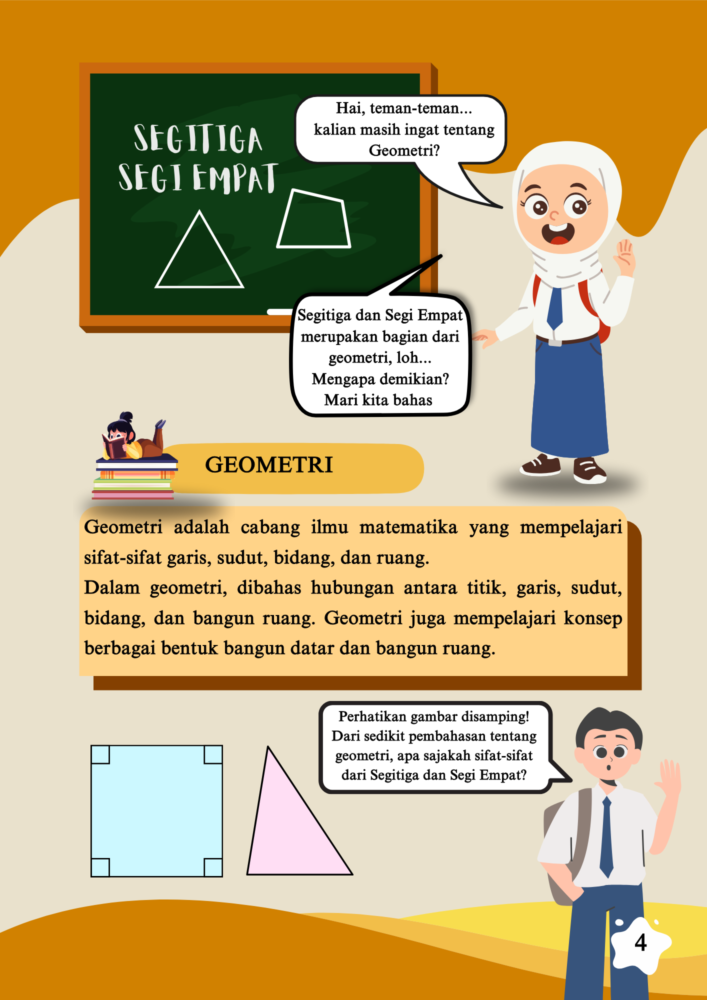 SEGITIGA
SEGI EMPAT
Hai, teman-teman...
kalian masih ingat tentang
Geometri?
Segitiga dan Segi Empat
merupakan bagian dari
geometri, loh...
Mengapa demikian?
Mari kita bahas
GEOMETRI
Geometri adalah cabang ilmu matematika yang mempelajari
sifat-sifat garis, sudut, bidang, dan ruang.
Dalam geometri, dibahas hubungan antara titik, garis, sudut,
bidang, dan bangun ruang. Geometri juga mempelajari konsep
berbagai bentuk bangun datar dan bangun ruang.
Perhatikan gambar disamping!
Dari sedikit pembahasan tentang
geometri, apa sajakah sifat-sifat
dari Segitiga dan Segi Empat?
4